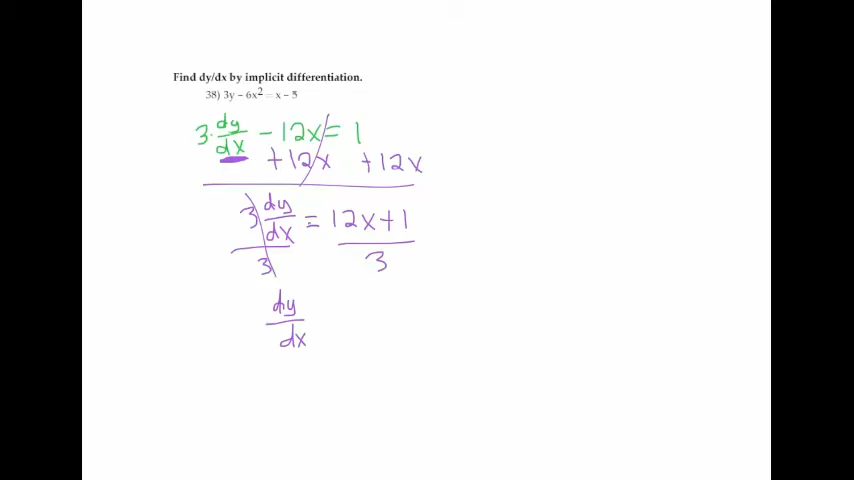 Find dy/dx by implicit differentiation.
38) 3y – 6x² = x – 5
3· dy/dx – 12x = 1
+12x +12x
3 dy/dx = 12x + 1
3 3
dy/dx